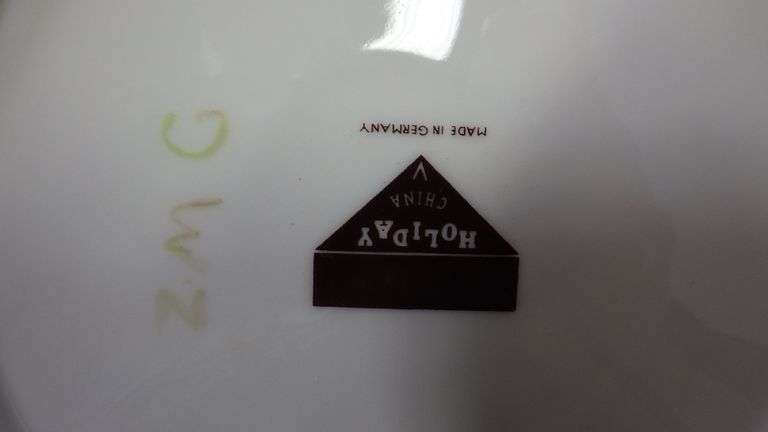 HOLIDAY
CHINA
V
MADE IN GERMANY
Z.M G